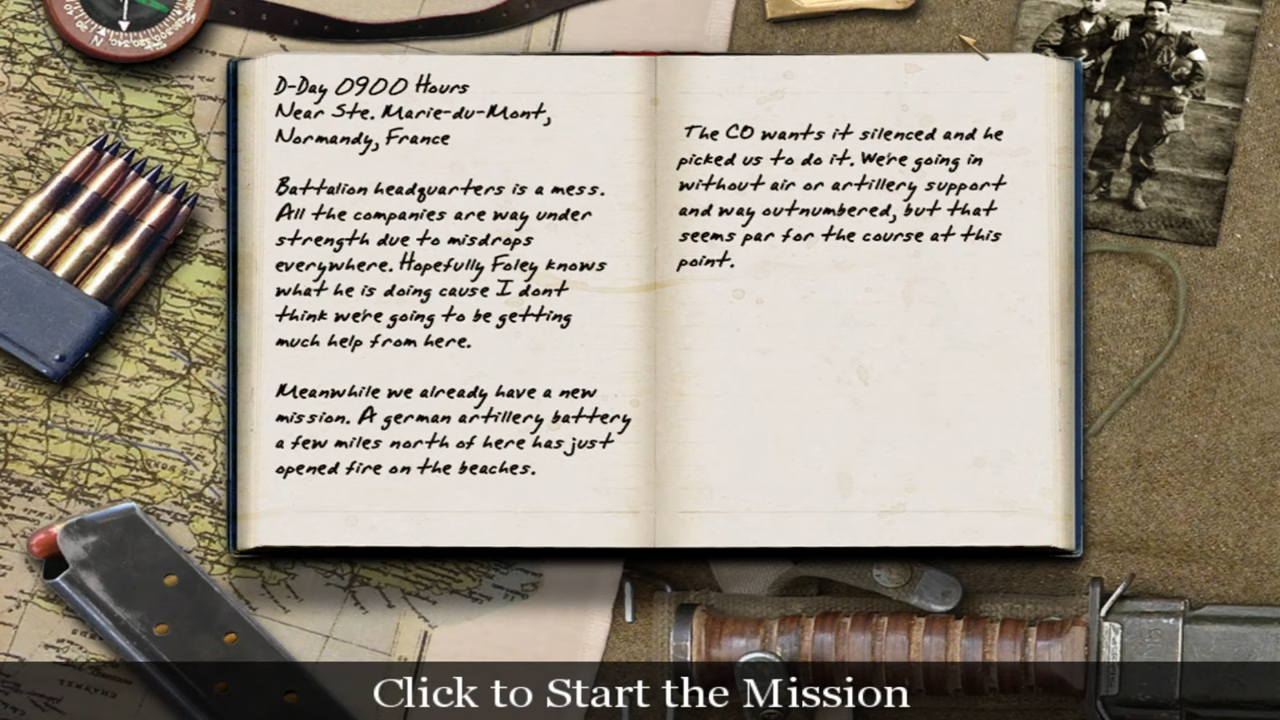 D-Day 0900 Hours
Near Ste. Marie-du-Mont,
Normandy, France
Battalion headquarters is a mess.
All the companies are way under
strength due to misdrops
everywhere. Hopefully Foley knows
what he is doing cause I dont
think we're going to be getting
much help from here.
Meanwhile we already have a new
mission. A german artillery battery
a few miles north of here has just
opened fire on the beaches.
The CO wants it silenced and he
picked us to do it. We're going in
without air or artillery support
and way outnumbered, but that
seems par for the course at this
point.
Click to Start the Mission